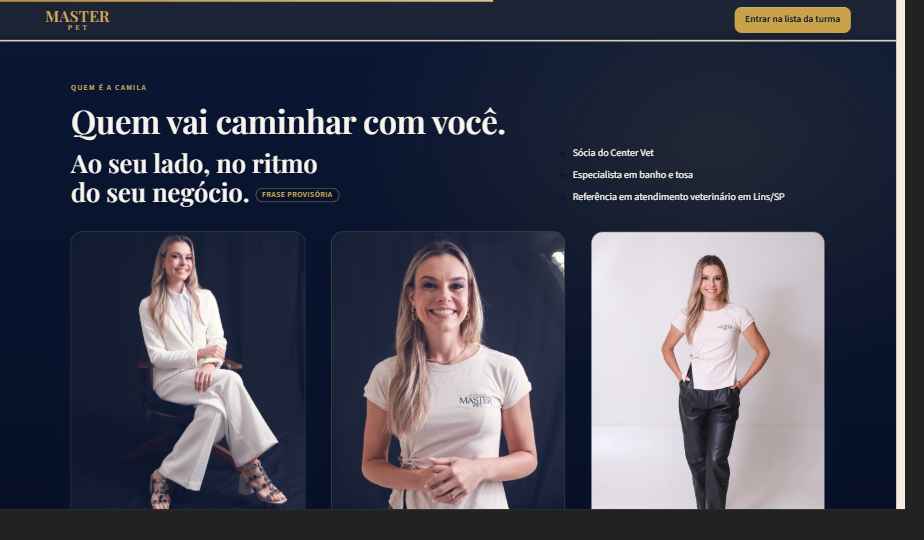 MASTER
PET
Entrar na lista da turma
QUEM É A CAMILA
Quem vai caminhar com você.
Ao seu lado, no ritmo
do seu negócio.
FRASE PROVISÓRIA
Sócia do Center Vet
Especialista em banho e tosa
Referência em atendimento veterinário em Lins/SP
MASTER
PET